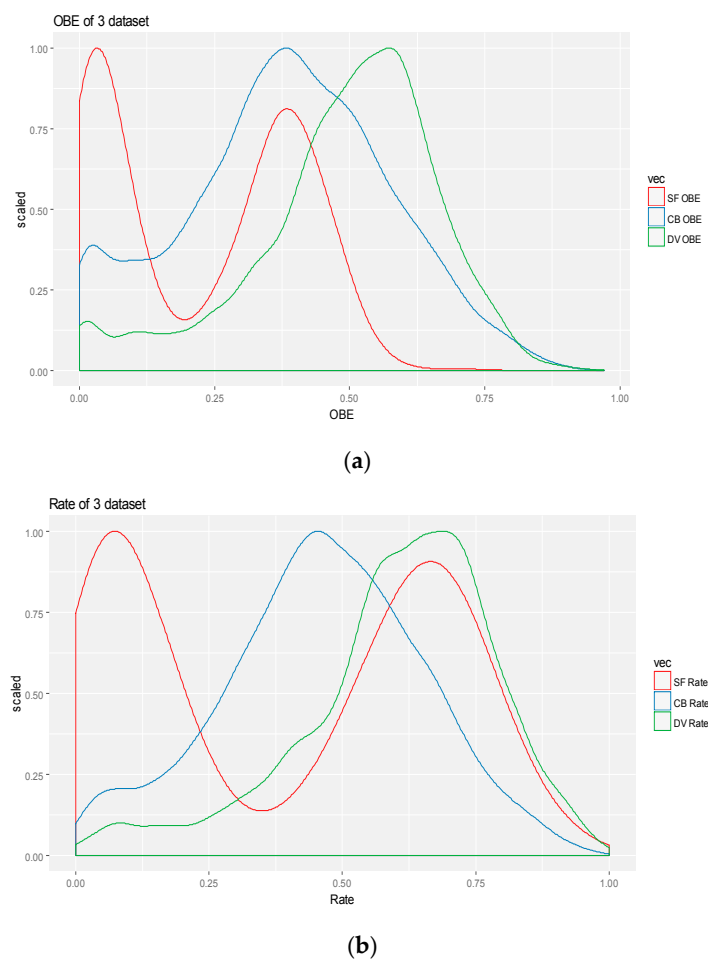 OBE of 3 dataset
1.00
0.75
0.50
0.25
0.00
scaled
0.00 0.25 0.50 0.75 1.00
OBE
vec
SF OBE
CB OBE
DV OBE
(a)
Rate of 3 dataset
1.00
0.75
0.50
0.25
0.00
scaled
0.00 0.25 0.50 0.75 1.00
Rate
vec
SF Rate
CB Rate
DV Rate
(b)